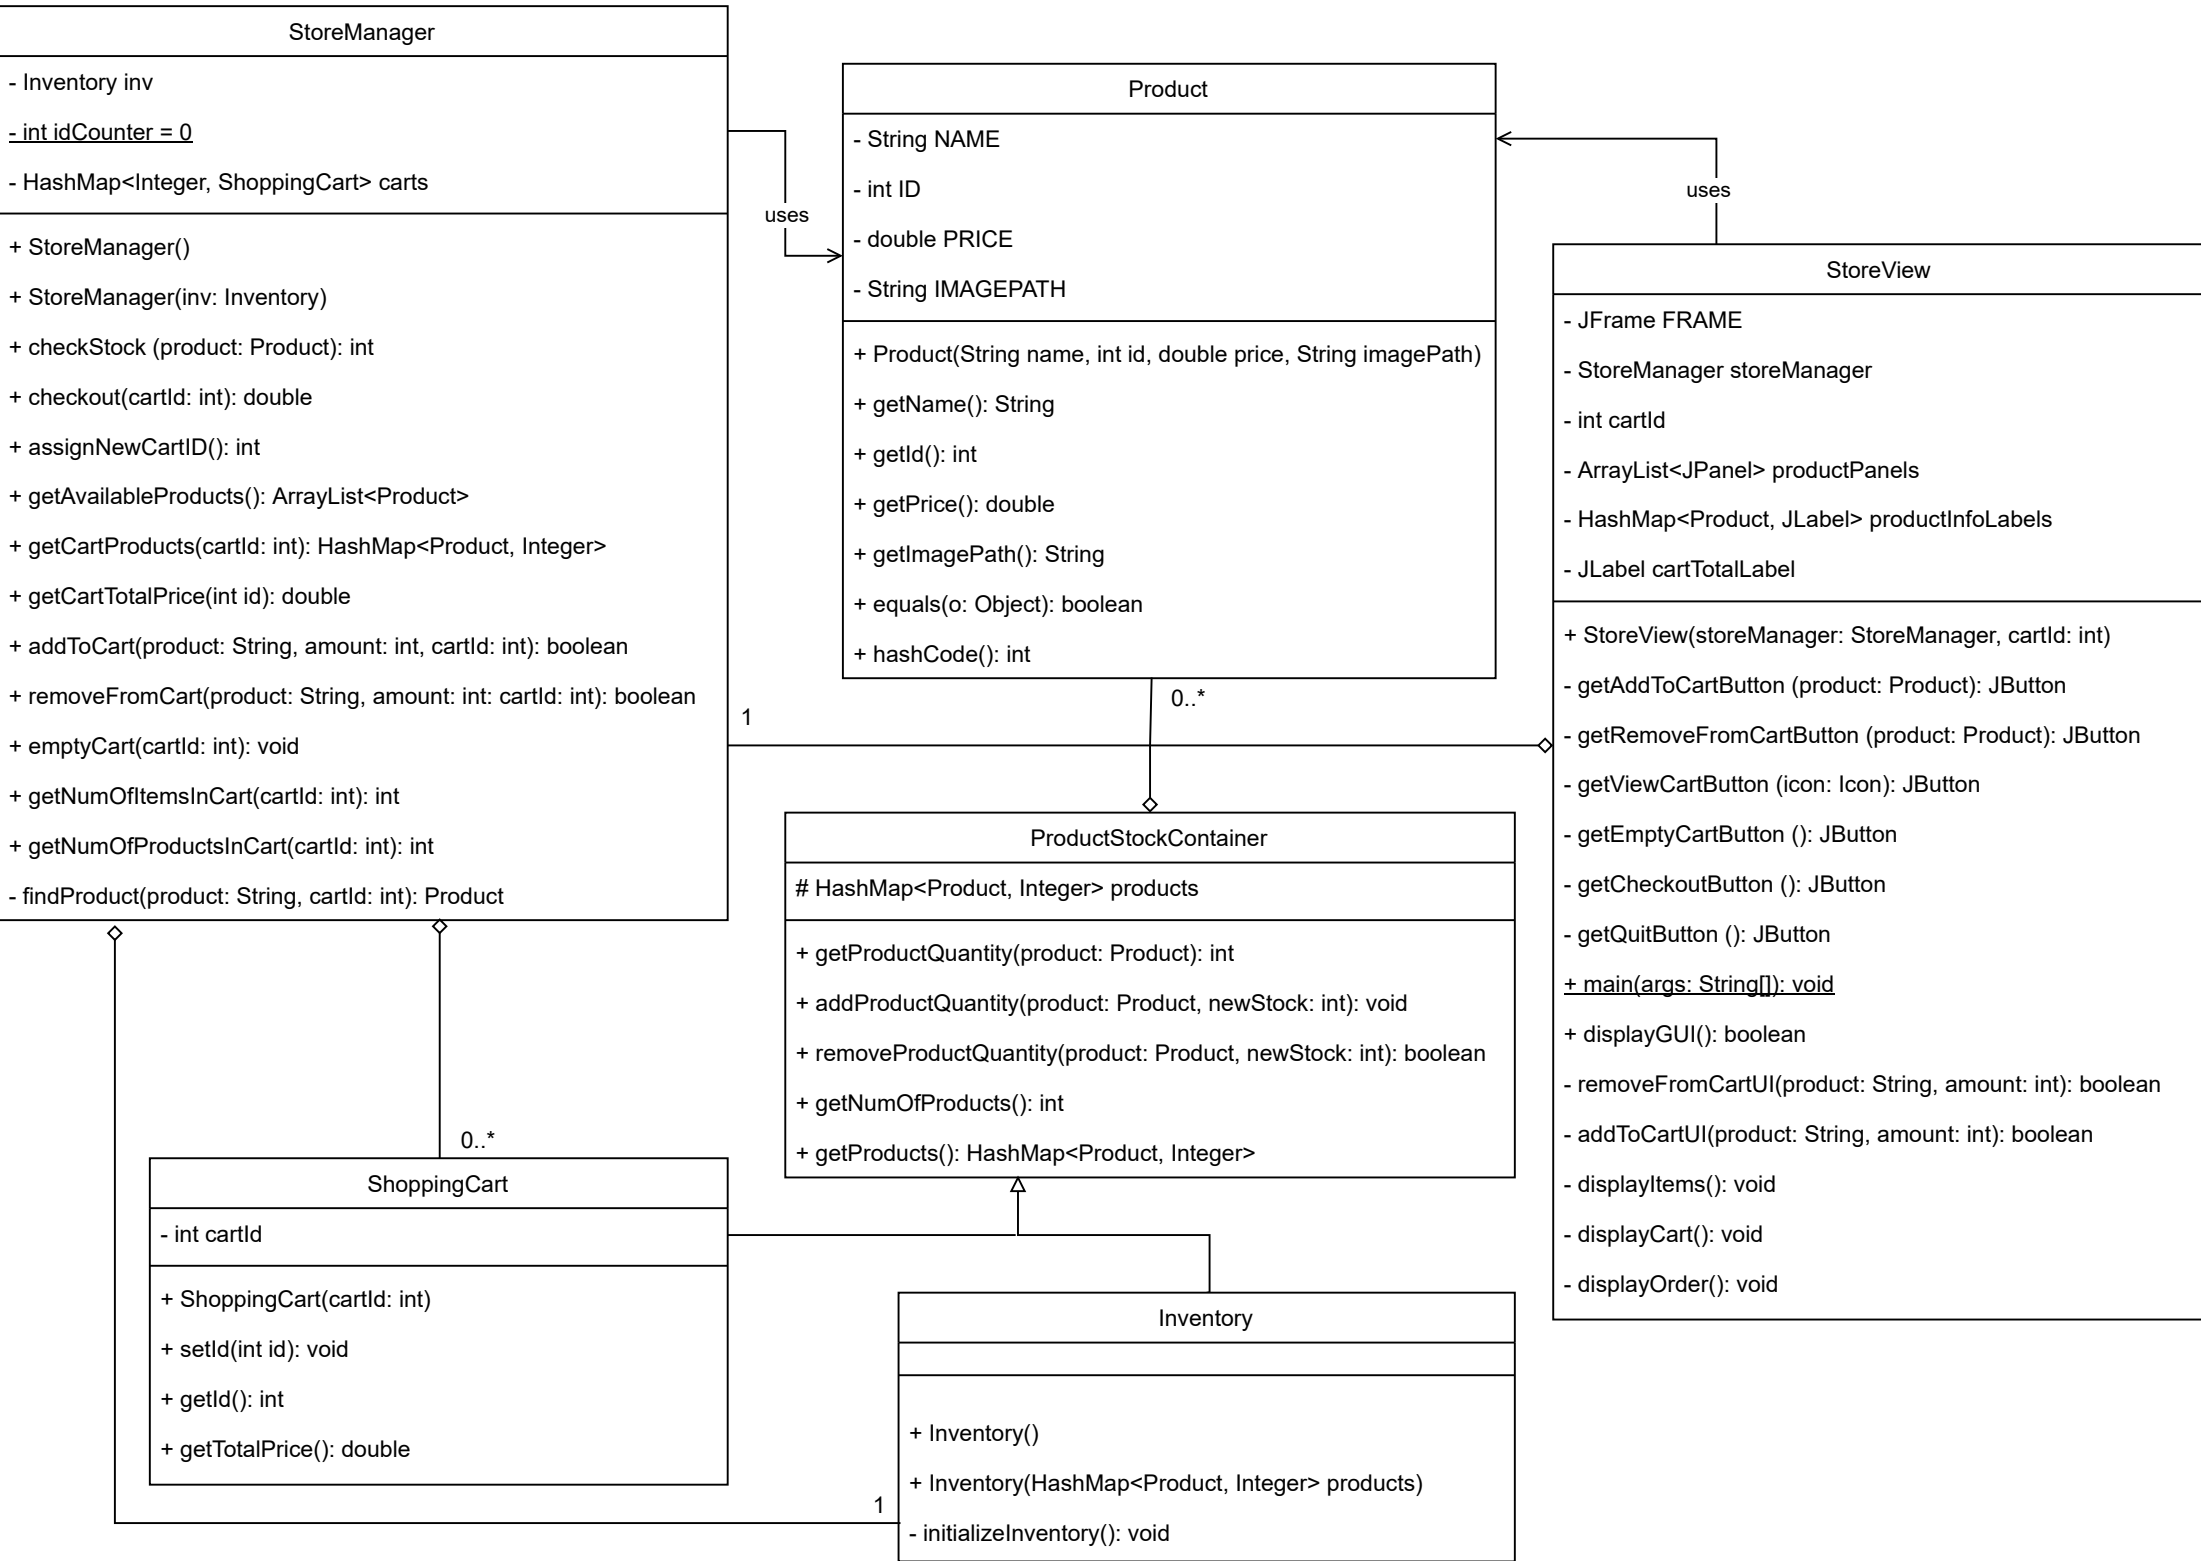 StoreManager
- Inventory inv
- int idCounter = 0
- HashMap<Integer, ShoppingCart> carts
+ StoreManager()
+ StoreManager(inv: Inventory)
+ checkStock (product: Product): int
+ checkout(cartId: int): double
+ assignNewCartID(): int
+ getAvailableProducts(): ArrayList<Product>
+ getCartProducts(cartId: int): HashMap<Product, Integer>
+ getCartTotalPrice(int id): double
+ addToCart(product: String, amount: int, cartId: int): boolean
+ removeFromCart(product: String, amount: int: cartId: int): boolean
+ emptyCart(cartId: int): void
+ getNumOfItemsInCart(cartId: int): int
+ getNumOfProductsInCart(cartId: int): int
- findProduct(product: String, cartId: int): Product
uses
Product
- String NAME
- int ID
- double PRICE
- String IMAGEPATH
+ Product(String name, int id, double price, String imagePath)
+ getName(): String
+ getId(): int
+ getPrice(): double
+ getImagePath(): String
+ equals(o: Object): boolean
+ hashCode(): int
uses
StoreView
- JFrame FRAME
- StoreManager storeManager
- int cartId
- ArrayList<JPanel> productPanels
- HashMap<Product, JLabel> productInfoLabels
- JLabel cartTotalLabel
+ StoreView(storeManager: StoreManager, cartId: int)
- getAddToCartButton (product: Product): JButton
- getRemoveFromCartButton (product: Product): JButton
- getViewCartButton (icon: Icon): JButton
- getEmptyCartButton (): JButton
- getCheckoutButton (): JButton
- getQuitButton (): JButton
+ main(args: String[]): void
+ displayGUI(): boolean
- removeFromCartUI(product: String, amount: int): boolean
- addToCartUI(product: String, amount: int): boolean
- displayItems(): void
- displayCart(): void
- displayOrder(): void
1
0..*
ProductStockContainer
# HashMap<Product, Integer> products
+ getProductQuantity(product: Product): int
+ addProductQuantity(product: Product, newStock: int): void
+ removeProductQuantity(product: Product, newStock: int): boolean
+ getNumOfProducts(): int
+ getProducts(): HashMap<Product, Integer>
0..*
ShoppingCart
- int cartId
+ ShoppingCart(cartId: int)
+ setId(int id): void
+ getId(): int
+ getTotalPrice(): double
1
Inventory
+ Inventory()
+ Inventory(HashMap<Product, Integer> products)
- initializeInventory(): void